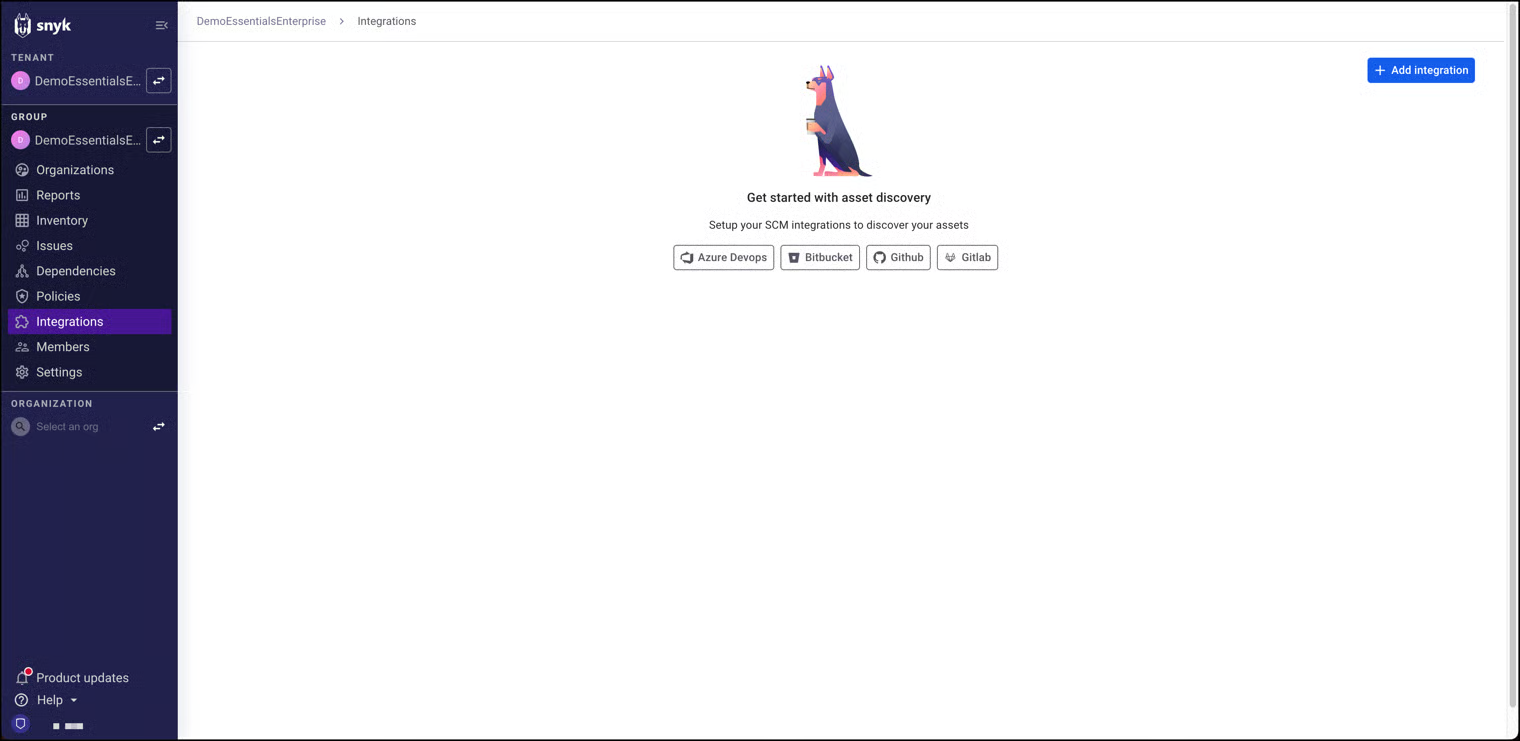 snyk
TENANT
D DemoEssentialsE...
GROUP
D DemoEssentialsE...
Organizations
Reports
Inventory
Issues
Dependencies
Policies
Integrations
Members
Settings
ORGANIZATION
Select an org
Product updates
Help
DemoEssentialsEnterprise > Integrations
+ Add integration
Get started with asset discovery
Setup your SCM integrations to discover your assets
Azure Devops Bitbucket Github Gitlab